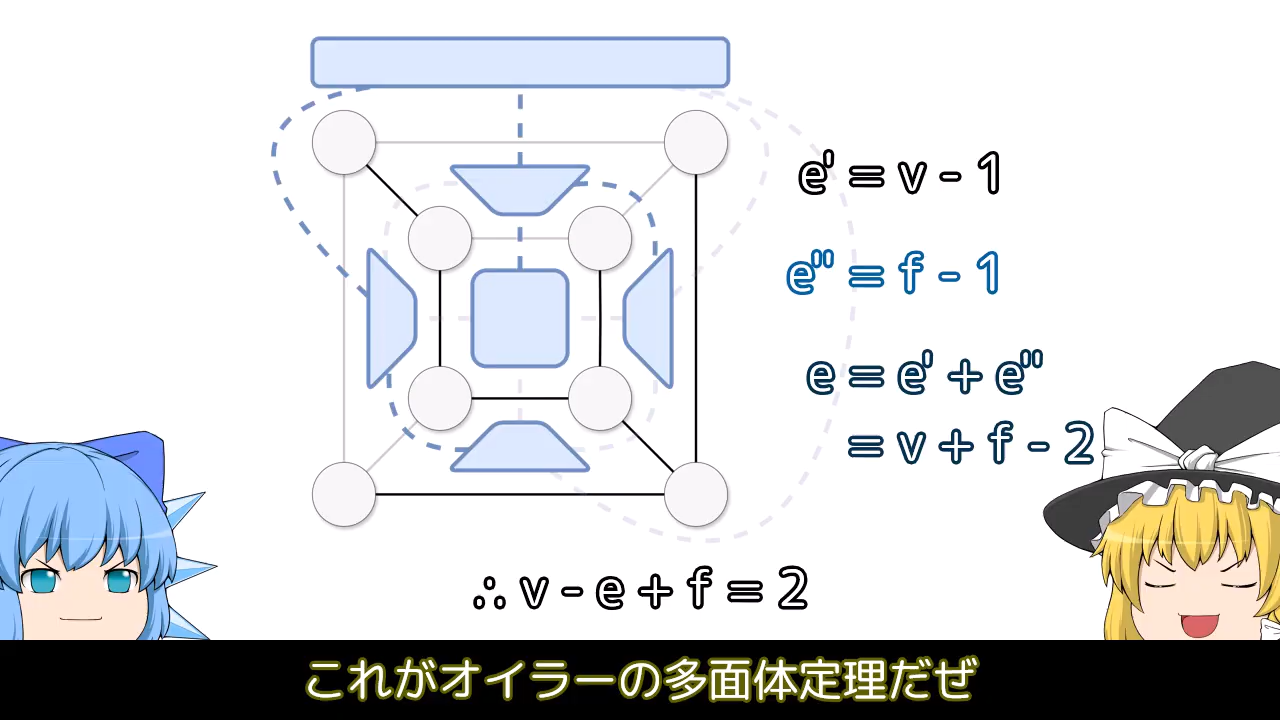 e' = v - 1
e'' = f - 1
e = e' + e''
= v + f - 2
∴ v - e + f = 2
これがオイラーの多面体定理だぜ